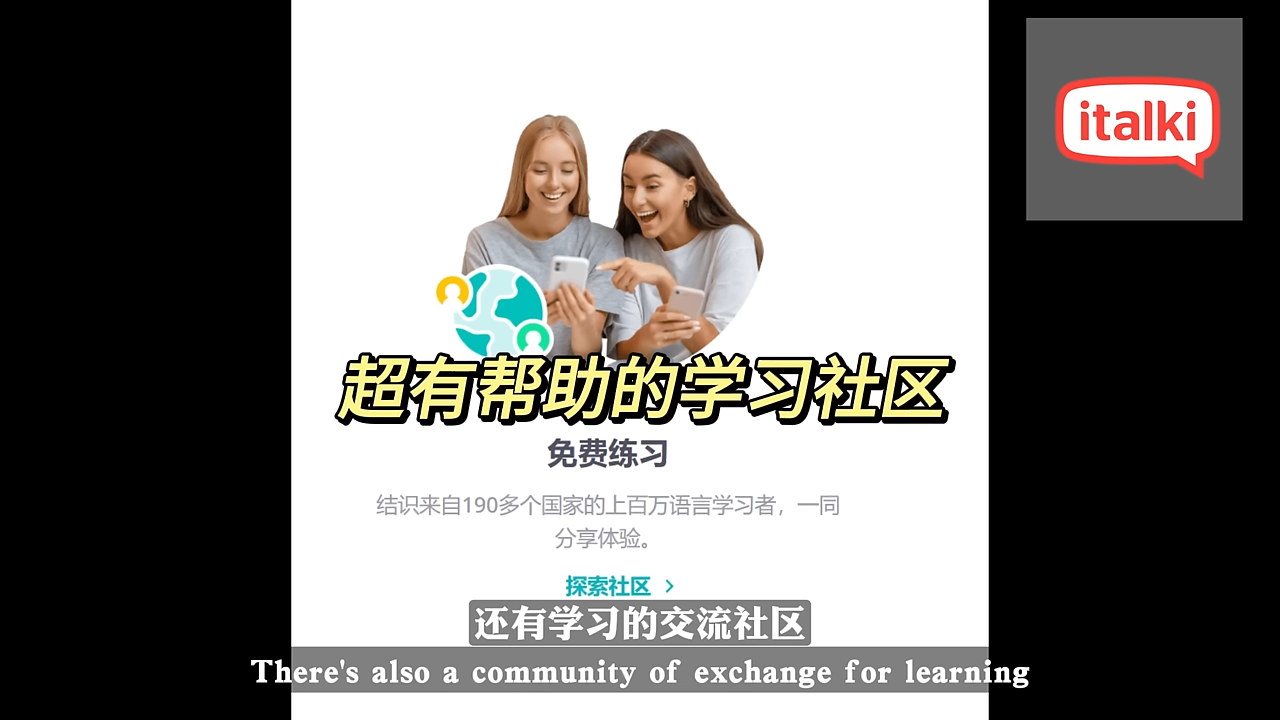 italki
超有帮助的学习社区
免费练习
结识来自190多个国家的上百万语言学习者，一同
分享体验。
探索社区 >
还有学习的交流社区
There's also a community of exchange for learning